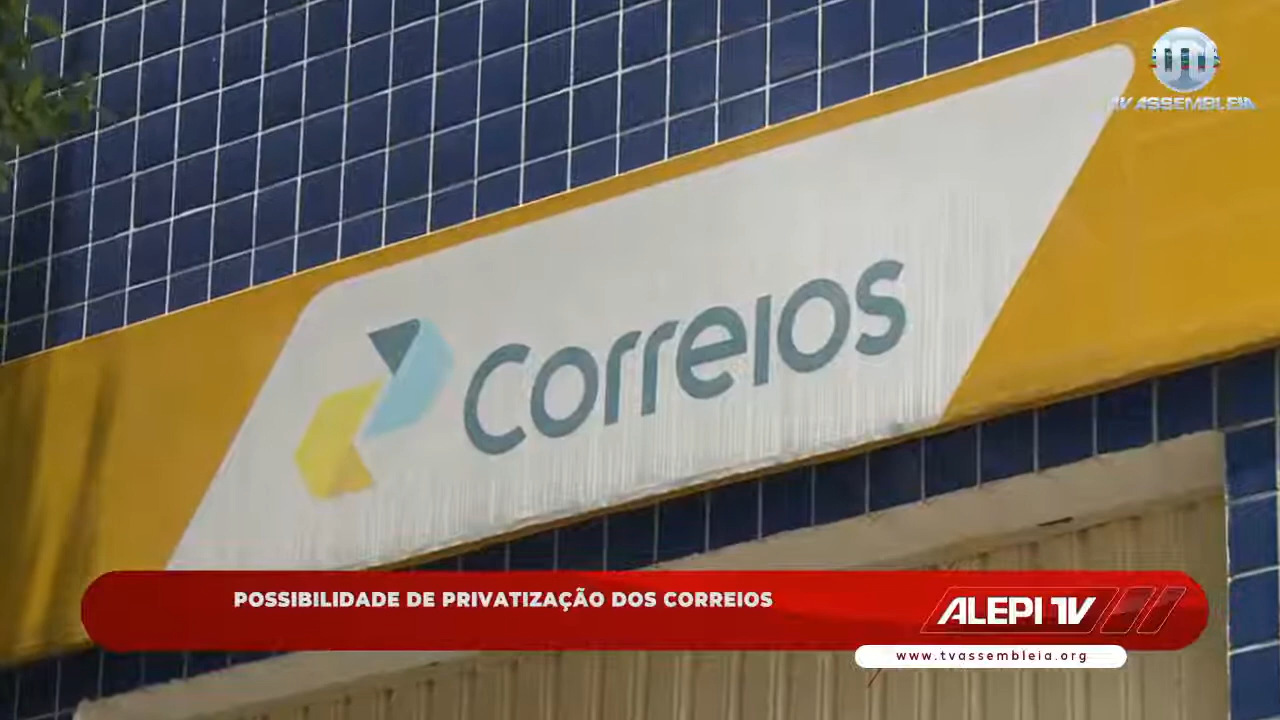 TV ASSEMBLEIA
Correios
POSSIBILIDADE DE PRIVATIZAÇÃO DOS CORREIOS
ALEPI TV
www.tvassembleia.org